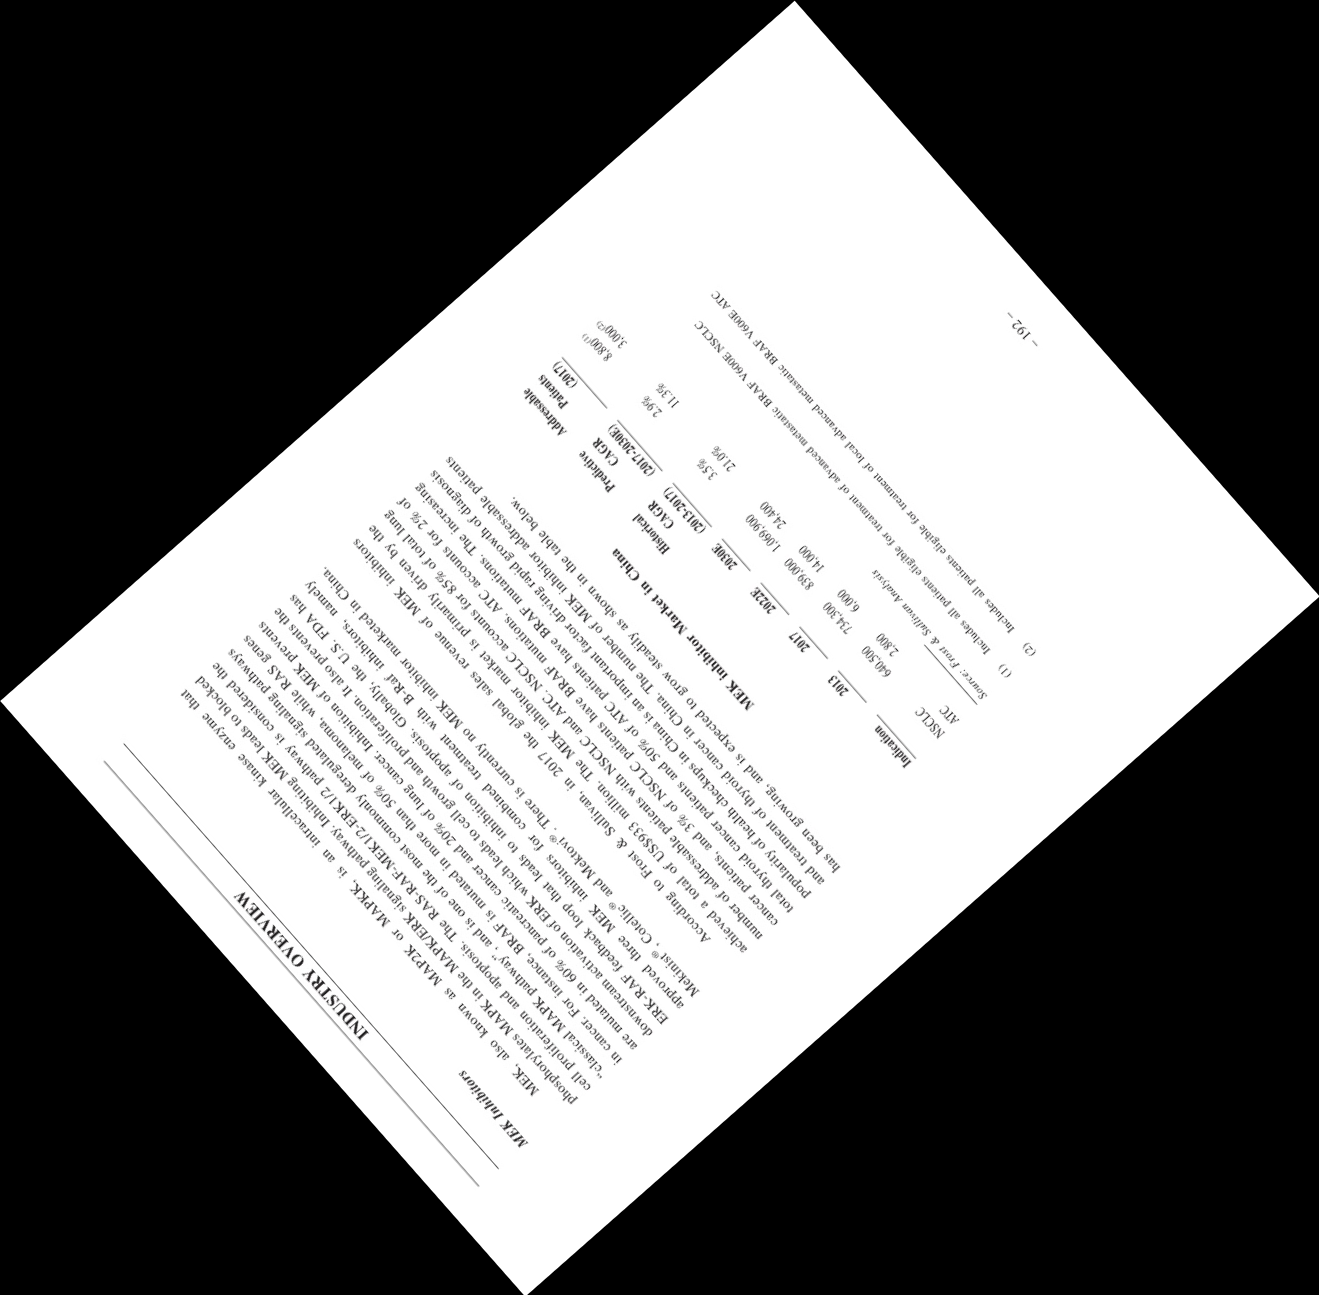 INDUSTRY OVERVIEW
MEK Inhibitors
MEK, also known as MAP2K or MAPKK, is an intracellular kinase enzyme that
phosphorylates MAPK in the MAPK/ERK signaling pathway. Inhibiting MEK leads to blocked
cell proliferation and apoptosis. The RAS-RAF-MEK1/2-ERK1/2 pathway is considered the
“classical MAPK pathway”, and is one of the most commonly deregulated signaling pathways
in cancer. For instance, BRAF is mutated in more than 50% of melanoma, while RAS genes
are mutated in 60% of pancreatic cancer and 20% of lung cancer. Inhibition of MEK prevents
downstream activation of ERK which leads to cell growth and proliferation. It also prevents the
ERK-RAF feedback loop that leads to inhibition of apoptosis. Globally, the U.S. FDA has
approved three MEK inhibitors for combined treatment with B-Raf inhibitors, namely
Mekinist®, Cotellic® and Mektovi®. There is currently no MEK inhibitor marketed in China.
According to Frost & Sullivan, in 2017 the global sales revenue of MEK inhibitors
achieved a total of US$933 million. The MEK inhibitor market is primarily driven by the
number of addressable patients with NSCLC and ATC. NSCLC accounts for 85% of total lung
cancer patients, and 3% of NSCLC patients have BRAF mutations. ATC accounts for 2% of
total thyroid cancer patients and 50% of ATC patients have BRAF mutations. The increasing
popularity of health checkups in China is an important factor driving rapid growth of diagnosis
and treatment of thyroid cancer in China. The number of MEK inhibitor addressable patients
has been growing, and is expected to grow steadily as shown in the table below.
MEK inhibitor Market in China
Indication 2013 2017 2022E 2030E Historical CAGR (2013-2017) Predictive CAGR (2017-2030E) Addressable Patients (2017)
NSCLC 640,500 734,300 839,000 1,069,900 3.5% 2.9% 8,800(1)
ATC 2,800 6,000 14,000 24,400 21.0% 11.3% 3,000(2)
Source: Frost & Sullivan Analysis
(1) Includes all patients eligible for treatment of advanced metastatic BRAF V600E NSCLC
(2) Includes all patients eligible for treatment of local advanced metastatic BRAF V600E ATC
– 192 –